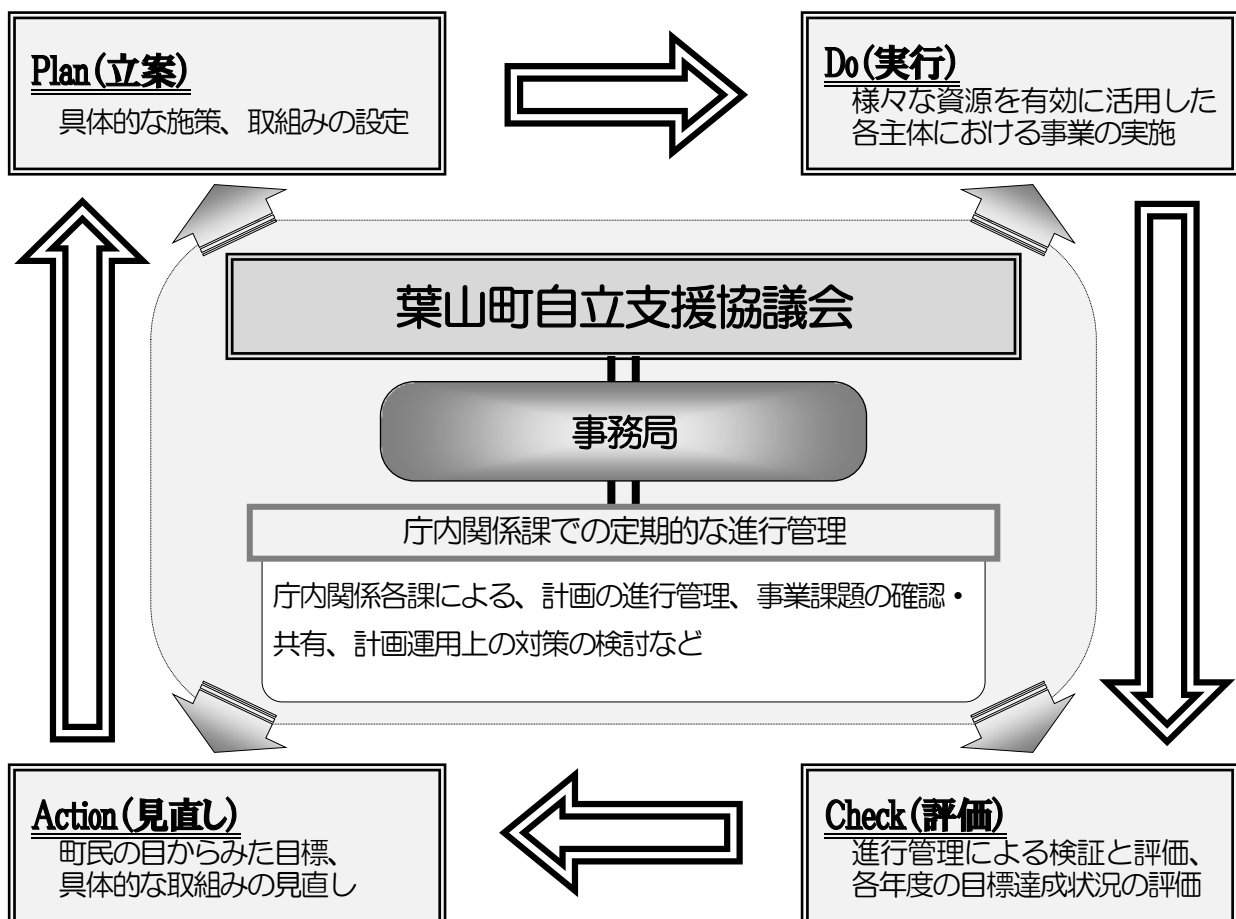 Plan(立案)
具体的な施策、取組みの設定
Do(実行)
様々な資源を有効に活用した
各主体における事業の実施
葉山町自立支援協議会
事務局
庁内関係課での定期的な進行管理
庁内関係各課による、計画の進行管理、事業課題の確認・
共有、計画運用上の対策の検討など
Action(見直し)
町民の目からみた目標、
具体的な取組みの見直し
Check(評価)
進行管理による検証と評価、
各年度の目標達成状況の評価